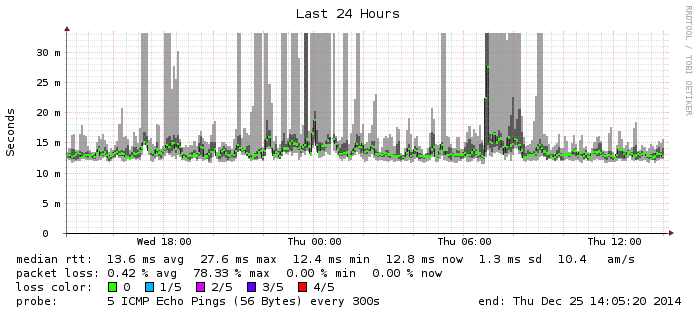 Last 24 Hours
RRDTOOL / TOBI OETIKER
Seconds
30 m
25 m
20 m
15 m
10 m
5 m
0
Wed 18:00 Thu 00:00 Thu 06:00 Thu 12:00
median rtt: 13.6 ms avg 27.6 ms max 12.4 ms min 12.8 ms now 1.3 ms sd 10.4 am/s
packet loss: 0.42 % avg 78.33 % max 0.00 % min 0.00 % now
loss color: 0 1/5 2/5 3/5 4/5
probe: 5 ICMP Echo Pings (56 Bytes) every 300s end: Thu Dec 25 14:05:20 2014